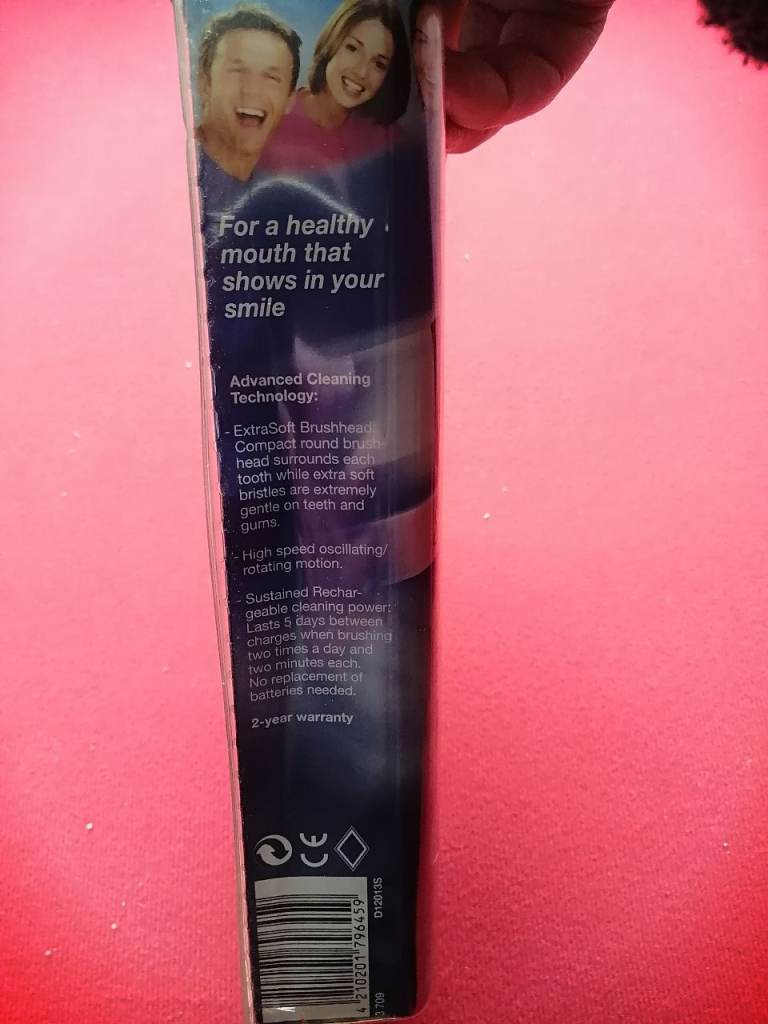 For a healthy
mouth that
shows in your
smile
Advanced Cleaning
Technology:
- ExtraSoft Brushhead:
Compact round brush-
head surrounds each
tooth while extra soft
bristles are extremely
gentle on teeth and
gums.
- High speed oscillating/
rotating motion.
- Sustained Rechar-
geable cleaning power:
Lasts 5 days between
charges when brushing
two times a day and
two minutes each.
No replacement of
batteries needed.
2-year warranty
CE
D12013S
4 210201 796459
3 709